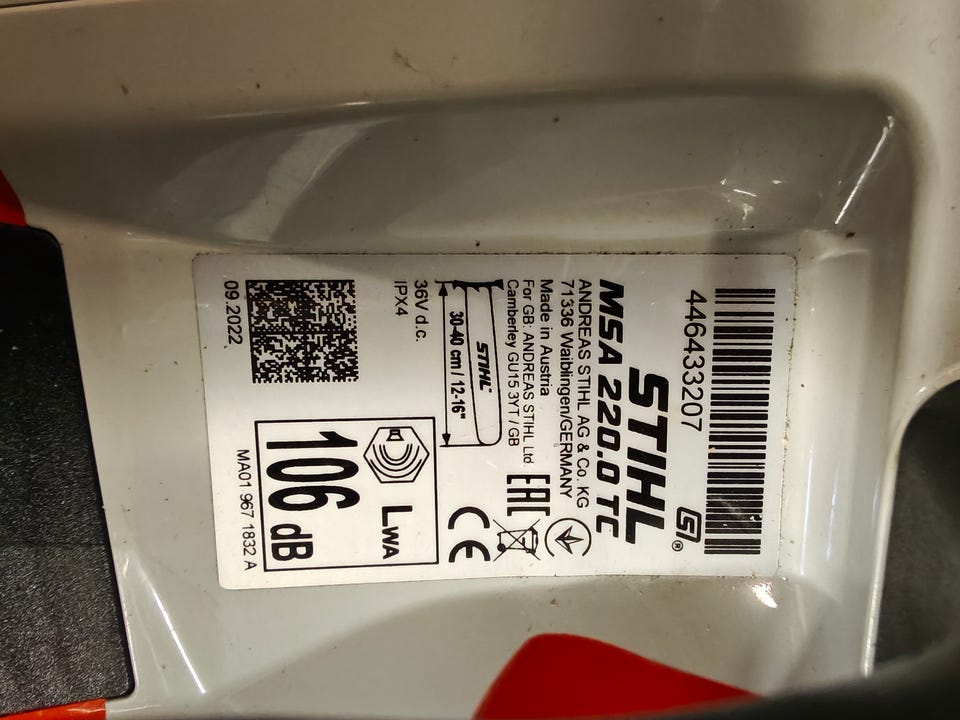 446433207
STIHL
MSA 220.0 TC
ANDREAS STIHL AG & Co. KG
71336 Waiblingen/GERMANY
Made in Austria
For GB: ANDREAS STIHL Ltd.
Camberley GU15 3YT / GB
EAC
STIHL
30-40 cm / 12-16"
CE
36V d.c.
IPX4
LWA
106 dB
09.2022
MA01 967 1832 A